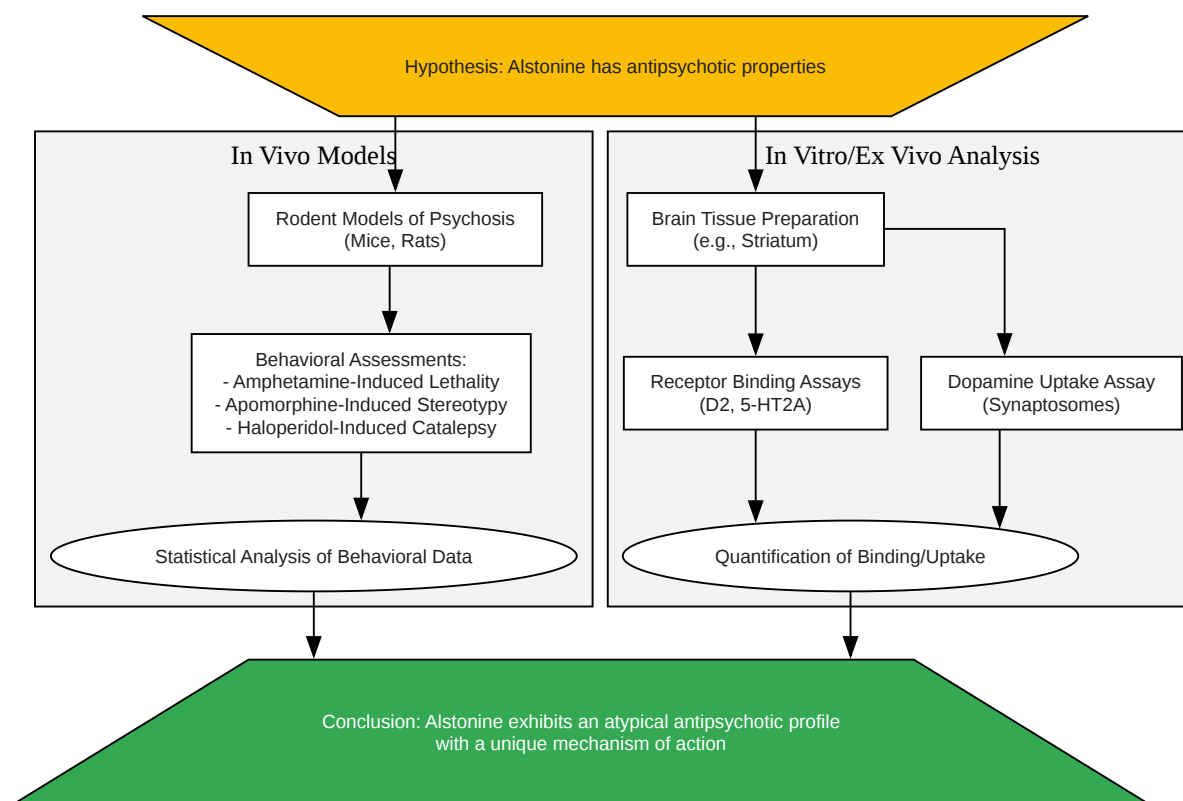 Hypothesis: Alstonine has antipsychotic properties
In Vivo Models
Rodent Models of Psychosis
(Mice, Rats)
Behavioral Assessments:
- Amphetamine-Induced Lethality
- Apomorphine-Induced Stereotypy
- Haloperidol-Induced Catalepsy
Statistical Analysis of Behavioral Data
In Vitro/Ex Vivo Analysis
Brain Tissue Preparation
(e.g., Striatum)
Receptor Binding Assays
(D2, 5-HT2A)
Dopamine Uptake Assay
(Synaptosomes)
Quantification of Binding/Uptake
Conclusion: Alstonine exhibits an atypical antipsychotic profile
with a unique mechanism of action